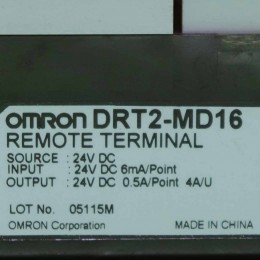 OMRON DRT2-MD16
REMOTE TERMINAL
SOURCE : 24V DC
INPUT : 24V DC 6mA/Point
OUTPUT : 24V DC 0.5A/Point 4A/U
LOT No. 05115M
OMRON Corporation MADE IN CHINA